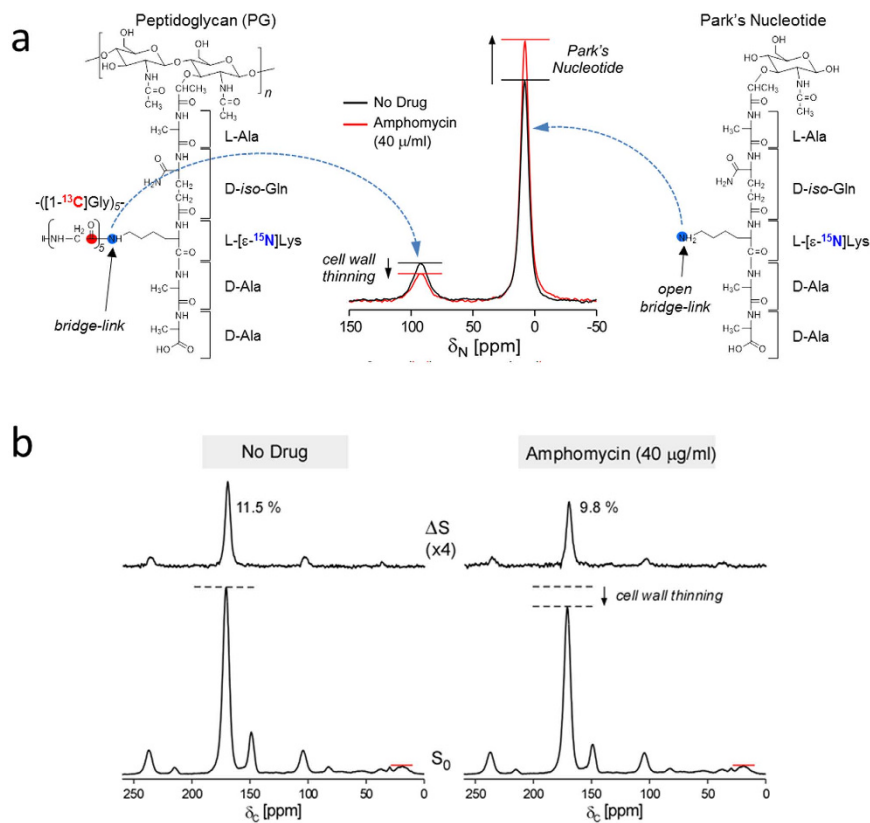 a
Peptidoglycan (PG)
Park's Nucleotide
Park's
Nucleotide
No Drug
Amphomycin
(40 μ/ml)
n
L-Ala
D-iso-Gln
-([1-¹³C]Gly)₅-
L-[ε-¹⁵N]Lys
D-Ala
D-Ala
bridge-link
cell wall
thinning
150 100 50 0 -50
δN [ppm]
L-Ala
D-iso-Gln
L-[ε-¹⁵N]Lys
D-Ala
D-Ala
open
bridge-link
b
No Drug
Amphomycin (40 μg/ml)
11.5 %
ΔS
(x4)
9.8 %
cell wall thinning
S₀
250 200 150 100 50 0
δC [ppm]
250 200 150 100 50 0
δC [ppm]